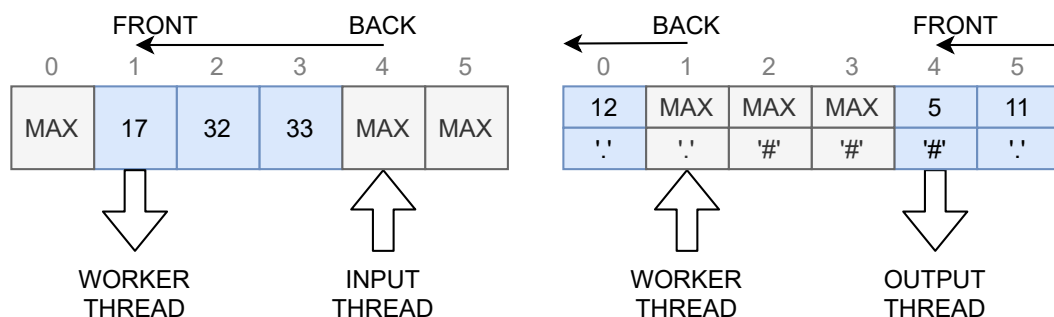 FRONT BACK BACK FRONT
0 1 2 3 4 5 0 1 2 3 4 5
MAX 17 32 33 MAX MAX
12 MAX MAX MAX 5 11
'.' '.' '#' '#' '#' '.'
WORKER THREAD
INPUT THREAD
WORKER THREAD
OUTPUT THREAD